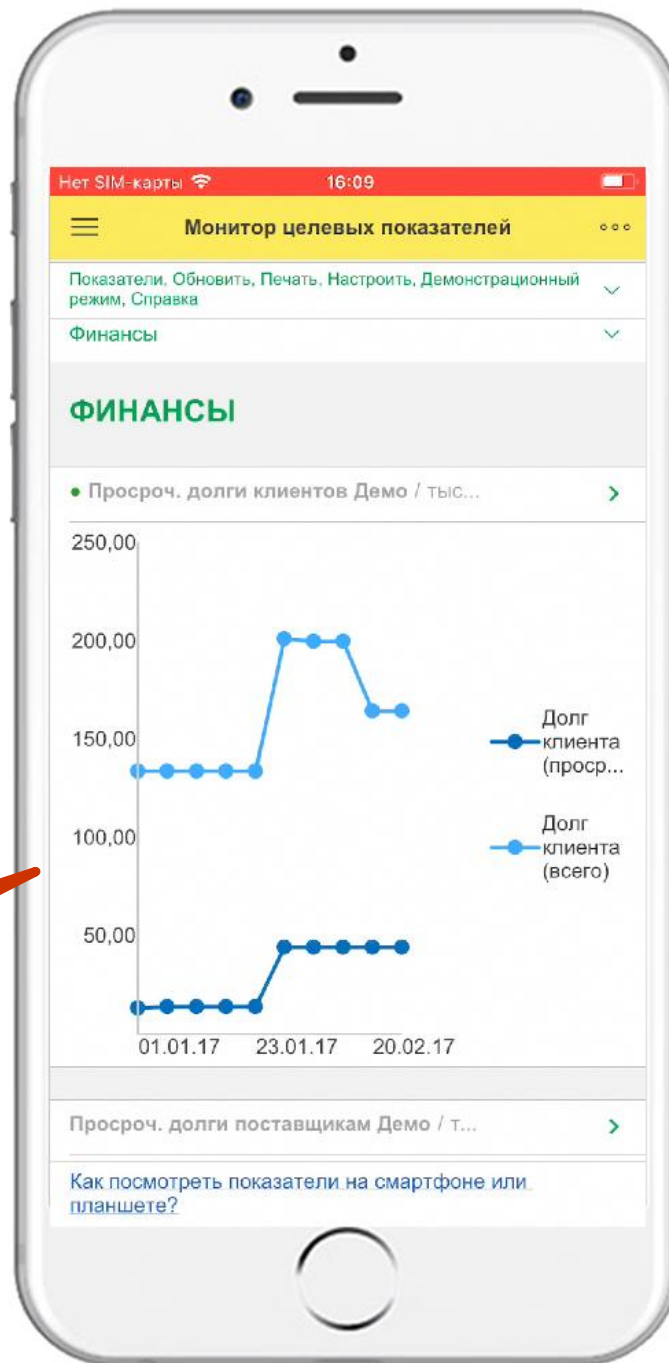 Нет SIM-карты 16:09
Монитор целевых показателей
Показатели, Обновить, Печать, Настроить, Демонстрационный
режим, Справка
Финансы
ФИНАНСЫ
Просроч. долги клиентов Демо / тыс...
250,00
200,00
150,00
100,00
50,00
01.01.17 23.01.17 20.02.17
Долг
клиента
(проср...
Долг
клиента
(всего)
Просроч. долги поставщикам Демо / т...
Как посмотреть показатели на смартфоне или
планшете?